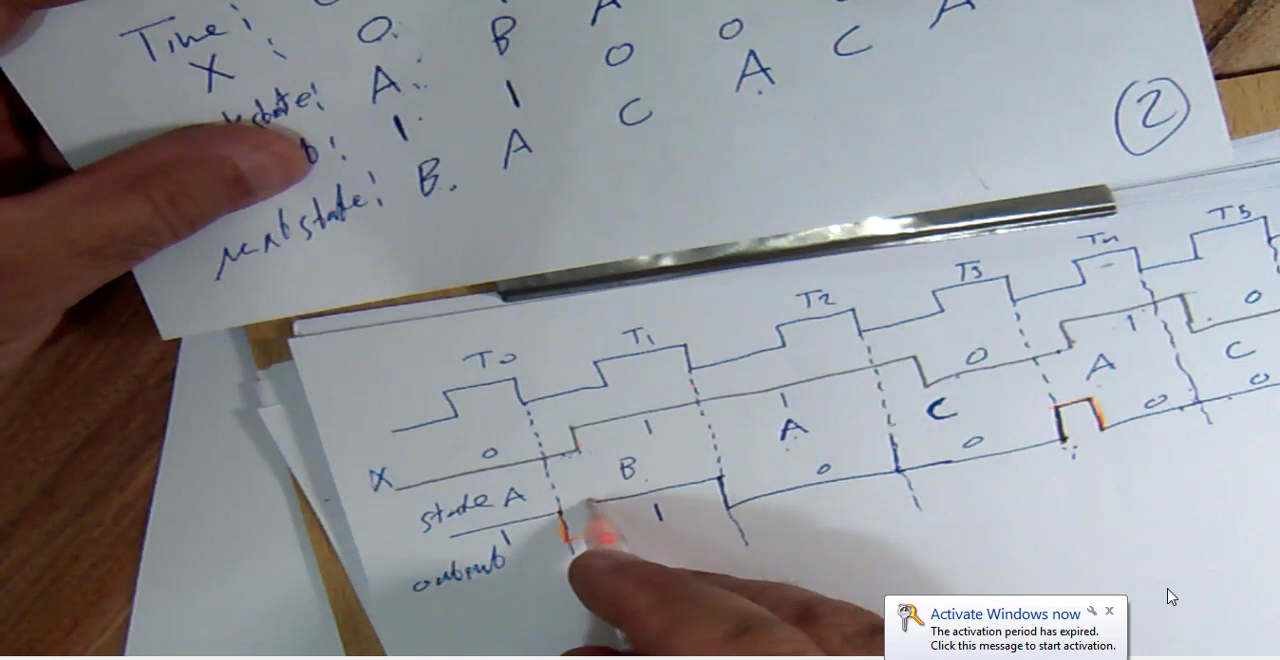 Time:
X : 0. B A 0 C A
state: A: 1 0 A
1. A C
next state: B.
2
T0 T1 T2 T3 T4 T5
X 0 1 1 0 1 0
state A B A C A C
output 1 1 0 0 0 0
Activate Windows now
The activation period has expired.
Click this message to start activation.